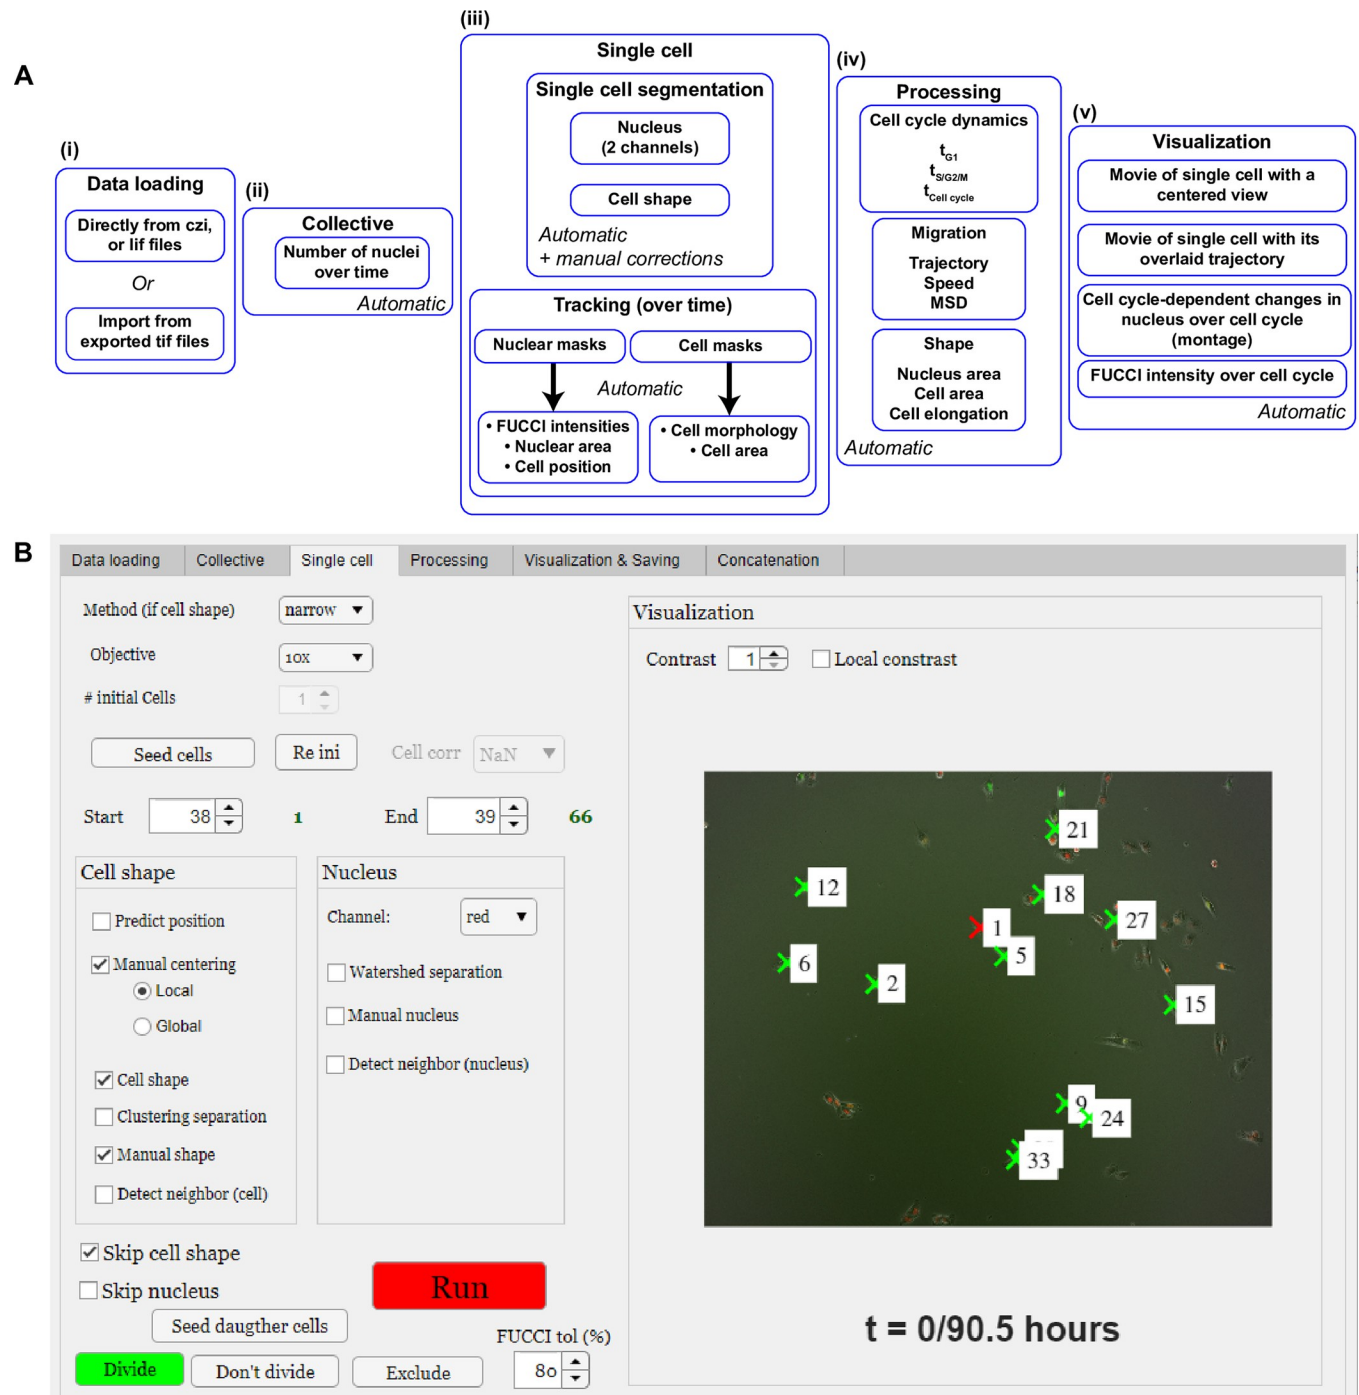 A
(i)
Data loading
Directly from czi,
or lif files
Or
Import from
exported tif files
(ii)
Collective
Number of nuclei
over time
Automatic
(iii)
Single cell
Single cell segmentation
Nucleus
(2 channels)
Cell shape
Automatic
+ manual corrections
Tracking (over time)
Nuclear masks
Cell masks
Automatic
• FUCCI intensities
• Nuclear area
• Cell position
• Cell morphology
• Cell area
(iv)
Processing
Cell cycle dynamics
tG1
tS/G2/M
tCell cycle
Migration
Trajectory
Speed
MSD
Shape
Nucleus area
Cell area
Cell elongation
Automatic
(v)
Visualization
Movie of single cell with a
centered view
Movie of single cell with its
overlaid trajectory
Cell cycle-dependent changes in
nucleus over cell cycle
(montage)
FUCCI intensity over cell cycle
Automatic
B
Data loading Collective Single cell Processing Visualization & Saving Concatenation
Method (if cell shape) narrow
Objective 10x
# initial Cells 1
Seed cells Re ini Cell corr NaN
Start 38 1 End 39 66
Cell shape
Predict position
Manual centering
Local
Global
Cell shape
Clustering separation
Manual shape
Detect neighbor (cell)
Nucleus
Channel: red
Watershed separation
Manual nucleus
Detect neighbor (nucleus)
Skip cell shape
Skip nucleus
Run
Seed daugther cells
FUCCI tol (%)
Divide Don't divide Exclude 80
Visualization
Contrast 1 Local constrast
21
12
18
27
1
5
6
2
15
9
24
33
t = 0/90.5 hours